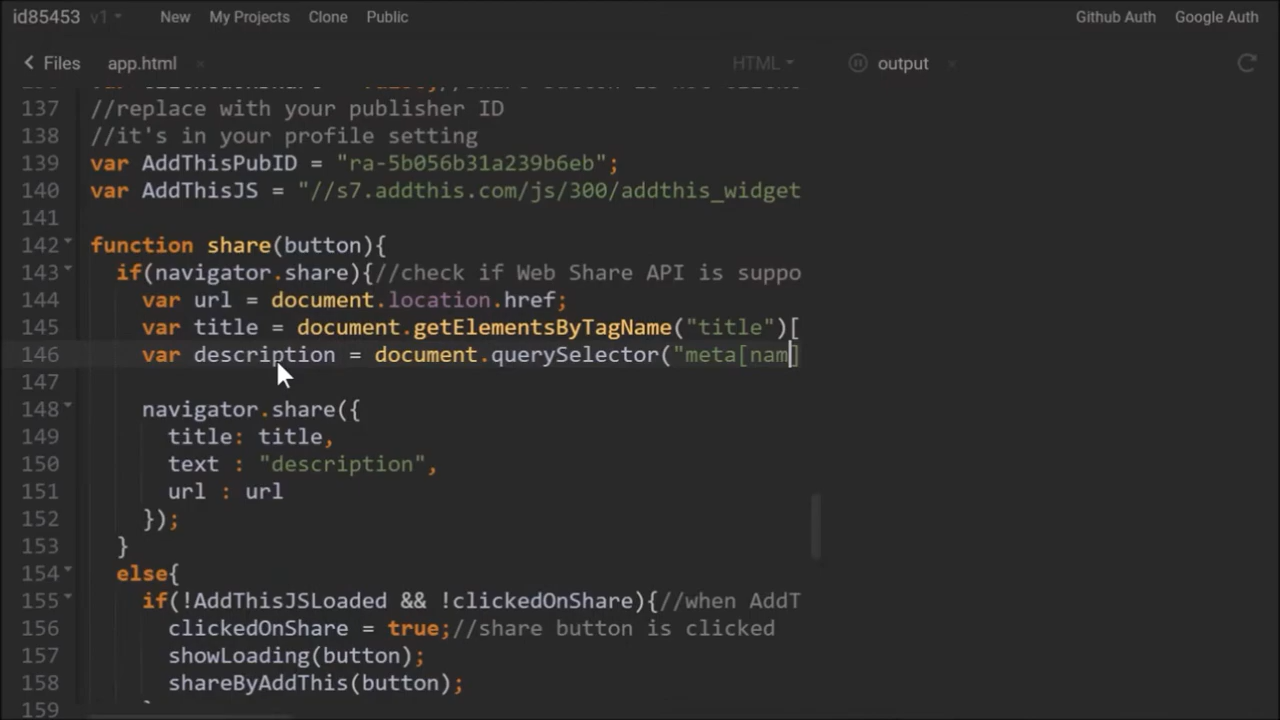 id85453 v1 New My Projects Clone Public Github Auth Google Auth
Files app.html HTML output
137 //replace with your publisher ID
138 //it's in your profile setting
139 var AddThisPubID = "ra-5b056b31a239b6eb";
140 var AddThisJS = "//s7.addthis.com/js/300/addthis_widget
141
142 function share(button){
143 if(navigator.share){//check if Web Share API is suppo
144 var url = document.location.href;
145 var title = document.getElementsByTagName("title")[
146 var description = document.querySelector("meta[nam]
147
148 navigator.share({
149 title: title,
150 text : "description",
151 url : url
152 });
153 }
154 else{
155 if(!AddThisJSLoaded && !clickedOnShare){//when AddT
156 clickedOnShare = true;//share button is clicked
157 showLoading(button);
158 shareByAddThis(button);
159